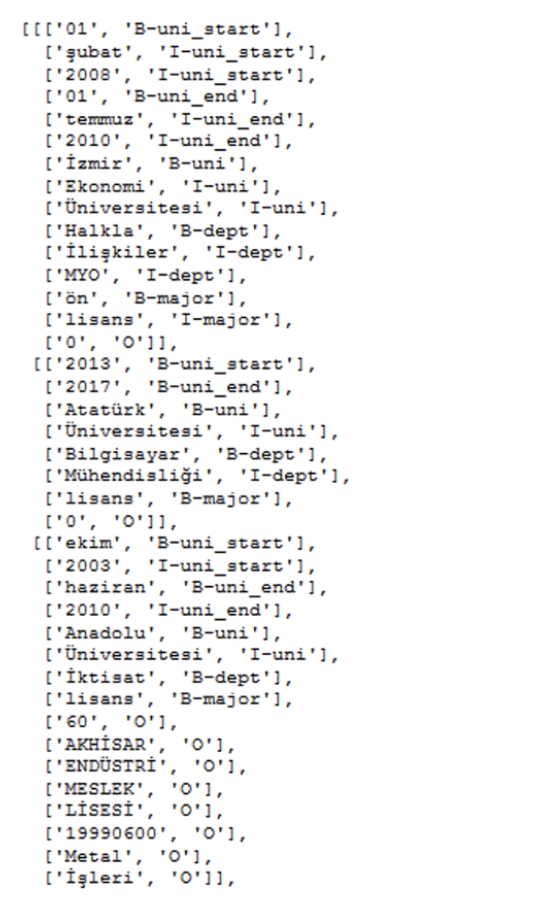 [[['01', 'B-uni_start'],
['şubat', 'I-uni_start'],
['2008', 'I-uni_start'],
['01', 'B-uni_end'],
['temmuz', 'I-uni_end'],
['2010', 'I-uni_end'],
['İzmir', 'B-uni'],
['Ekonomi', 'I-uni'],
['Üniversitesi', 'I-uni'],
['Halkla', 'B-dept'],
['İlişkiler', 'I-dept'],
['MYO', 'I-dept'],
['ön', 'B-major'],
['lisans', 'I-major'],
['0', 'O']],
[['2013', 'B-uni_start'],
['2017', 'B-uni_end'],
['Atatürk', 'B-uni'],
['Üniversitesi', 'I-uni'],
['Bilgisayar', 'B-dept'],
['Mühendisliği', 'I-dept'],
['lisans', 'B-major'],
['0', 'O']],
[['ekim', 'B-uni_start'],
['2003', 'I-uni_start'],
['haziran', 'B-uni_end'],
['2010', 'I-uni_end'],
['Anadolu', 'B-uni'],
['Üniversitesi', 'I-uni'],
['İktisat', 'B-dept'],
['lisans', 'B-major'],
['60', 'O'],
['AKHİSAR', 'O'],
['ENDÜSTRİ', 'O'],
['MESLEK', 'O'],
['LİSESİ', 'O'],
['19990600', 'O'],
['Metal', 'O'],
['İşleri', 'O']],